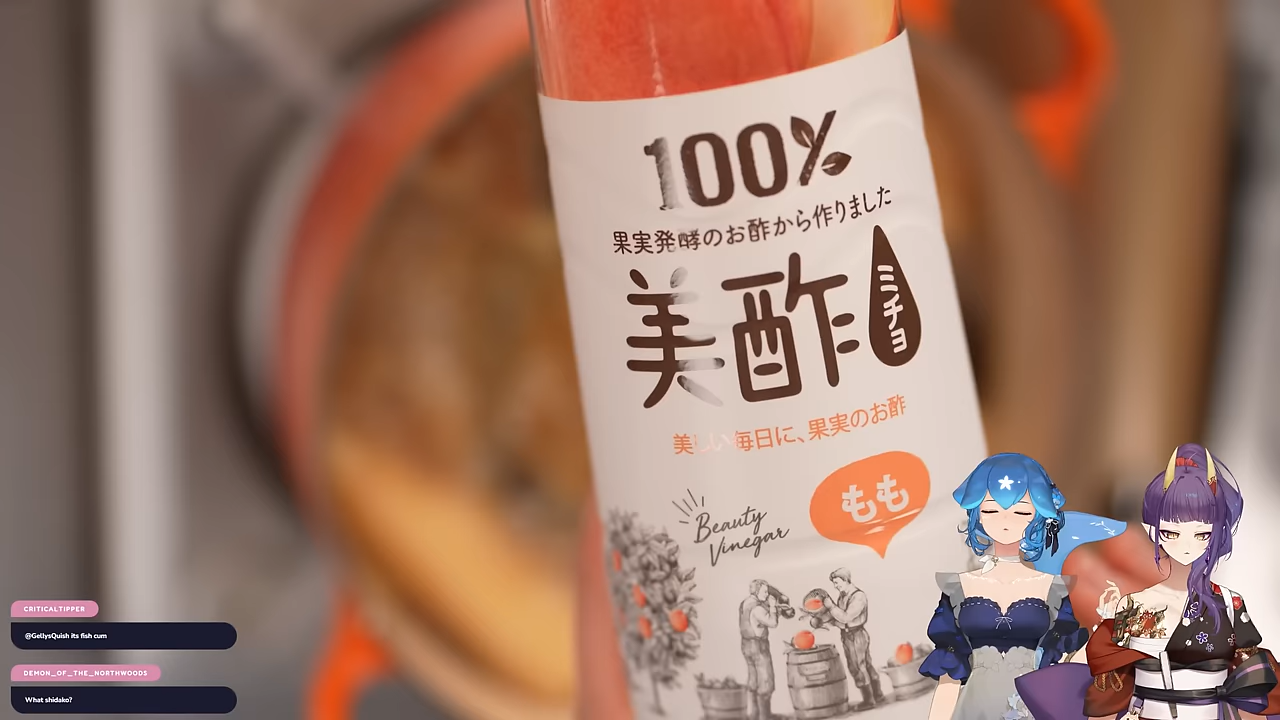 100%
果実発酵のお酢から作りました
美酢
ミチョ
美しい毎日に、果実のお酢
もも
Beauty
Vinegar
CRITICALTIPPER
@GellysQuish its fish cum
DEMON_OF_THE_NORTHWOODS
What shidako?